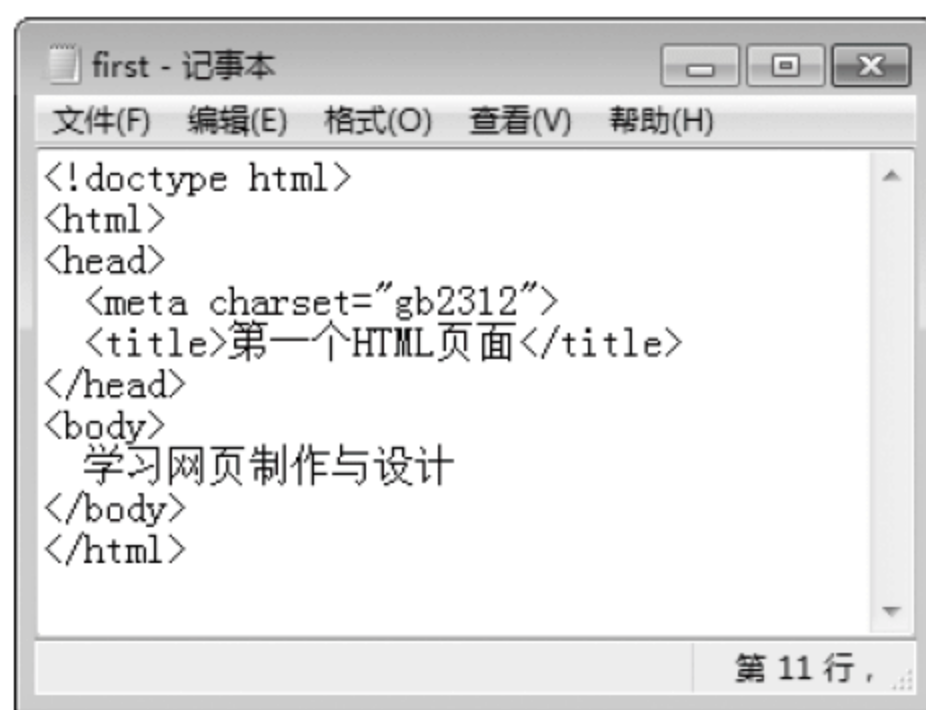 first - 记事本
文件(F) 编辑(E) 格式(O) 查看(V) 帮助(H)
<!doctype html>
<html>
<head>
  <meta charset="gb2312">
  <title>第一个HTML页面</title>
</head>
<body>
  学习网页制作与设计
</body>
</html>
第 11 行，